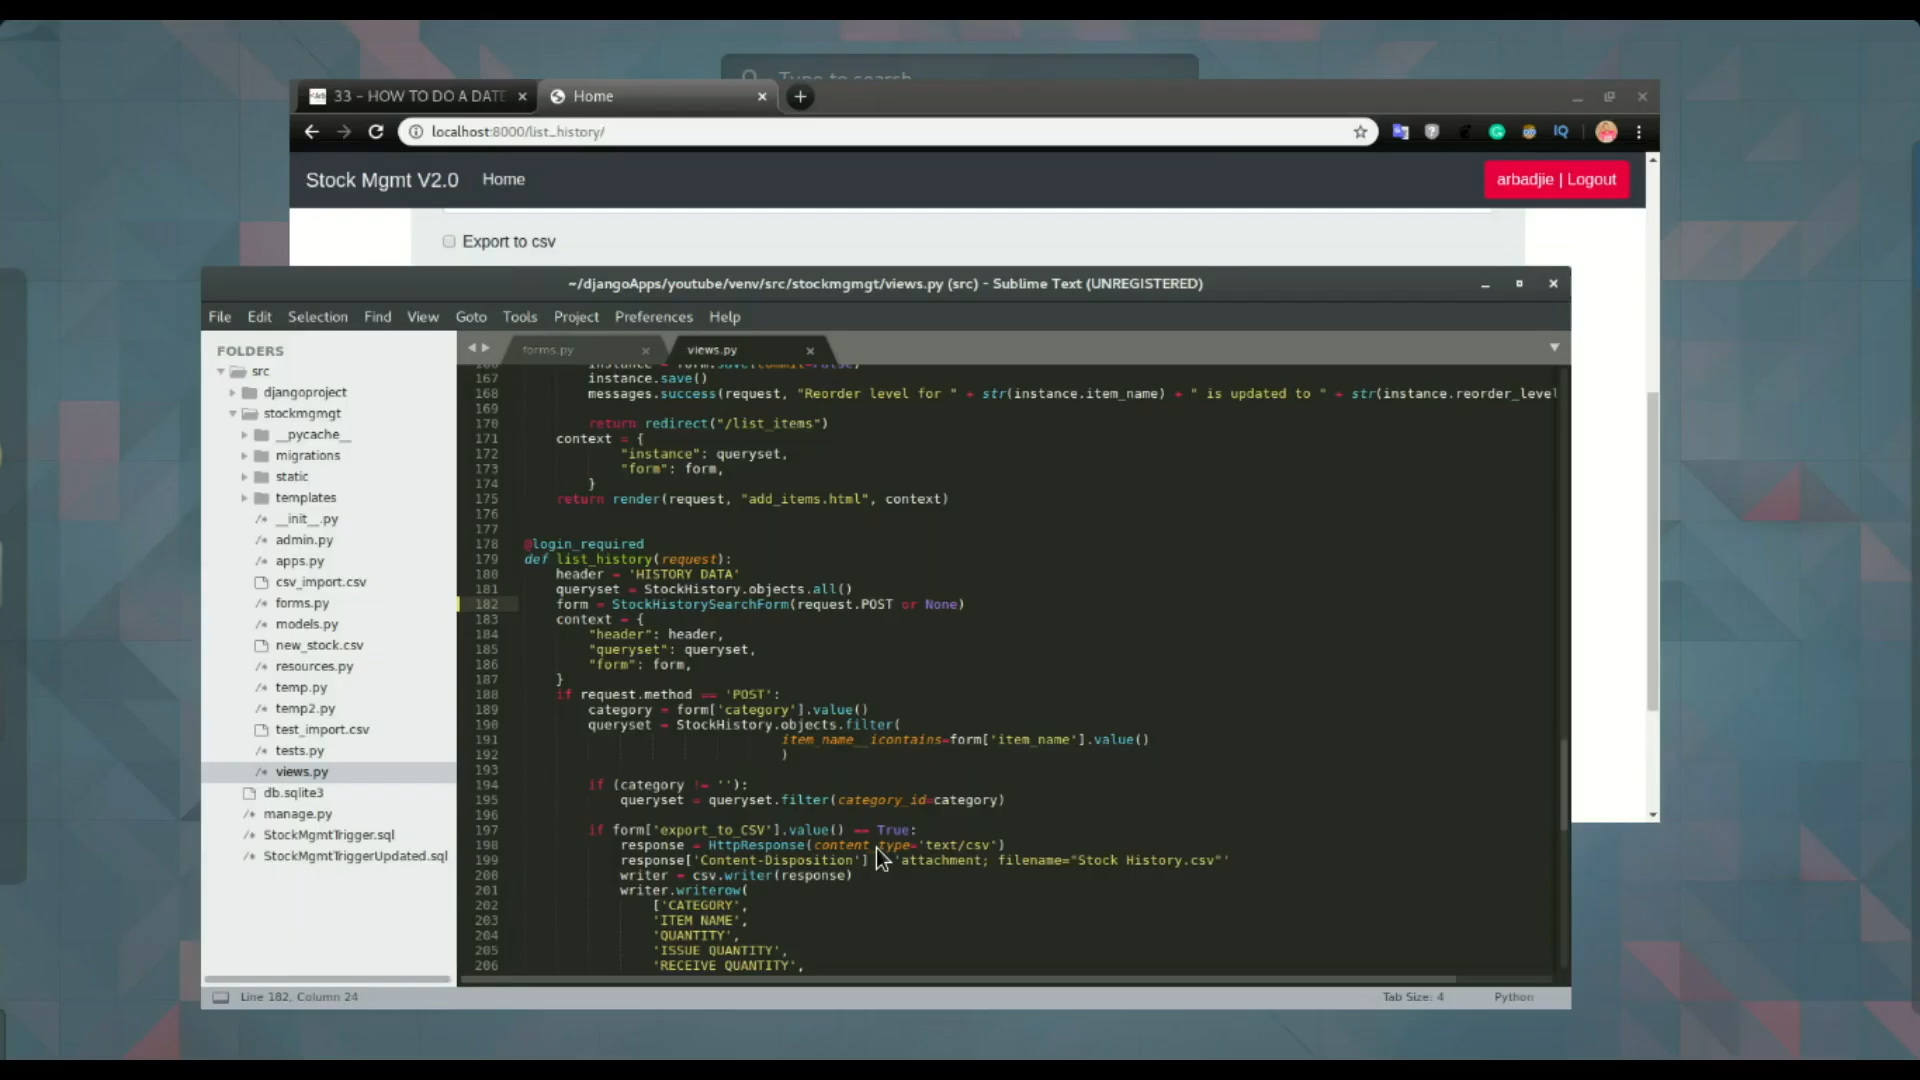 Type to search
33 – HOW TO DO A DATE
Home
localhost:8000/list_history/
IQ
Stock Mgmt V2.0 Home
arbadjie | Logout
Export to csv
~/djangoApps/youtube/venv/src/stockmgmgt/views.py (src) - Sublime Text (UNREGISTERED)
File Edit Selection Find View Goto Tools Project Preferences Help
FOLDERS
src
djangoproject
stockmgmgt
__pycache__
migrations
static
templates
__init__.py
admin.py
apps.py
csv_import.csv
forms.py
models.py
new_stock.csv
resources.py
temp.py
temp2.py
test_import.csv
tests.py
views.py
db.sqlite3
manage.py
StockMgmtTrigger.sql
StockMgmtTriggerUpdated.sql
forms.py views.py
166 instance = form.save(commit=False)
167 instance.save()
168 messages.success(request, "Reorder level for " + str(instance.item_name) + " is updated to " + str(instance.reorder_level
169
170 return redirect("/list_items")
171 context = {
172 "instance": queryset,
173 "form": form,
174 }
175 return render(request, "add_items.html", context)
176
177
178 @login_required
179 def list_history(request):
180 header = 'HISTORY DATA'
181 queryset = StockHistory.objects.all()
182 form = StockHistorySearchForm(request.POST or None)
183 context = {
184 "header": header,
185 "queryset": queryset,
186 "form": form,
187 }
188 if request.method == 'POST':
189 category = form['category'].value()
190 queryset = StockHistory.objects.filter(
191 item_name__icontains=form['item_name'].value()
192 )
193
194 if (category != ''):
195 queryset = queryset.filter(category_id=category)
196
197 if form['export_to_CSV'].value() == True:
198 response = HttpResponse(content_type='text/csv')
199 response['Content-Disposition'] 'attachment; filename="Stock History.csv"'
200 writer = csv.writer(response)
201 writer.writerow(
202 ['CATEGORY',
203 'ITEM NAME',
204 'QUANTITY',
205 'ISSUE QUANTITY',
206 'RECEIVE QUANTITY',
Line 182, Column 24
Tab Size: 4
Python